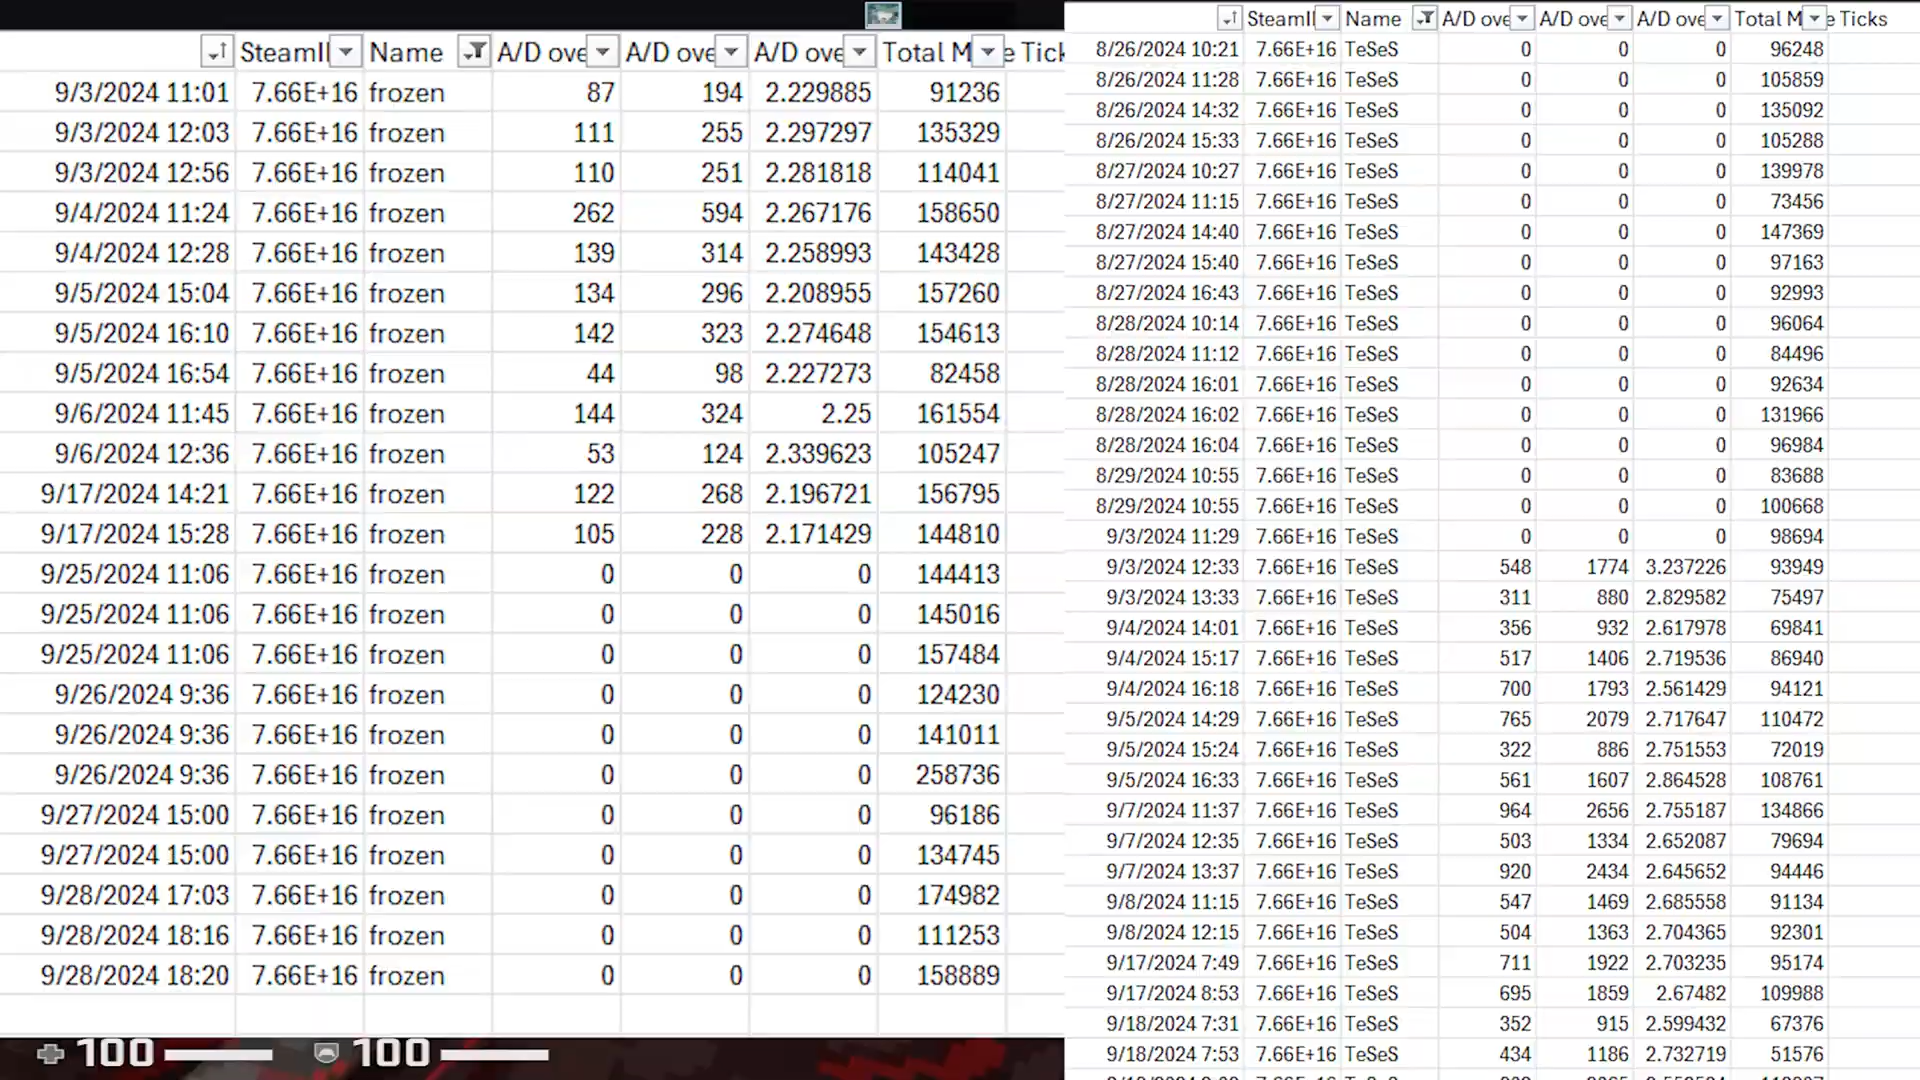 SteamII Name A/D ove A/D ove A/D ove Total M e Tick
9/3/2024 11:01 7.66E+16 frozen 87 194 2.229885 91236
9/3/2024 12:03 7.66E+16 frozen 111 255 2.297297 135329
9/3/2024 12:56 7.66E+16 frozen 110 251 2.281818 114041
9/4/2024 11:24 7.66E+16 frozen 262 594 2.267176 158650
9/4/2024 12:28 7.66E+16 frozen 139 314 2.258993 143428
9/5/2024 15:04 7.66E+16 frozen 134 296 2.208955 157260
9/5/2024 16:10 7.66E+16 frozen 142 323 2.274648 154613
9/5/2024 16:54 7.66E+16 frozen 44 98 2.227273 82458
9/6/2024 11:45 7.66E+16 frozen 144 324 2.25 161554
9/6/2024 12:36 7.66E+16 frozen 53 124 2.339623 105247
9/17/2024 14:21 7.66E+16 frozen 122 268 2.196721 156795
9/17/2024 15:28 7.66E+16 frozen 105 228 2.171429 144810
9/25/2024 11:06 7.66E+16 frozen 0 0 0 144413
9/25/2024 11:06 7.66E+16 frozen 0 0 0 145016
9/25/2024 11:06 7.66E+16 frozen 0 0 0 157484
9/26/2024 9:36 7.66E+16 frozen 0 0 0 124230
9/26/2024 9:36 7.66E+16 frozen 0 0 0 141011
9/26/2024 9:36 7.66E+16 frozen 0 0 0 258736
9/27/2024 15:00 7.66E+16 frozen 0 0 0 96186
9/27/2024 15:00 7.66E+16 frozen 0 0 0 134745
9/28/2024 17:03 7.66E+16 frozen 0 0 0 174982
9/28/2024 18:16 7.66E+16 frozen 0 0 0 111253
9/28/2024 18:20 7.66E+16 frozen 0 0 0 158889
100 100
SteamII Name A/D ove A/D ove A/D ove Total M e Ticks
8/26/2024 10:21 7.66E+16 TeSeS 0 0 0 96248
8/26/2024 11:28 7.66E+16 TeSeS 0 0 0 105859
8/26/2024 14:32 7.66E+16 TeSeS 0 0 0 135092
8/26/2024 15:33 7.66E+16 TeSeS 0 0 0 105288
8/27/2024 10:27 7.66E+16 TeSeS 0 0 0 139978
8/27/2024 11:15 7.66E+16 TeSeS 0 0 0 73456
8/27/2024 14:40 7.66E+16 TeSeS 0 0 0 147369
8/27/2024 15:40 7.66E+16 TeSeS 0 0 0 97163
8/27/2024 16:43 7.66E+16 TeSeS 0 0 0 92993
8/28/2024 10:14 7.66E+16 TeSeS 0 0 0 96064
8/28/2024 11:12 7.66E+16 TeSeS 0 0 0 84496
8/28/2024 16:01 7.66E+16 TeSeS 0 0 0 92634
8/28/2024 16:02 7.66E+16 TeSeS 0 0 0 131966
8/28/2024 16:04 7.66E+16 TeSeS 0 0 0 96984
8/29/2024 10:55 7.66E+16 TeSeS 0 0 0 83688
8/29/2024 10:55 7.66E+16 TeSeS 0 0 0 100668
9/3/2024 11:29 7.66E+16 TeSeS 0 0 0 98694
9/3/2024 12:33 7.66E+16 TeSeS 548 1774 3.237226 93949
9/3/2024 13:33 7.66E+16 TeSeS 311 880 2.829582 75497
9/4/2024 14:01 7.66E+16 TeSeS 356 932 2.617978 69841
9/4/2024 15:17 7.66E+16 TeSeS 517 1406 2.719536 86940
9/4/2024 16:18 7.66E+16 TeSeS 700 1793 2.561429 94121
9/5/2024 14:29 7.66E+16 TeSeS 765 2079 2.717647 110472
9/5/2024 15:24 7.66E+16 TeSeS 322 886 2.751553 72019
9/5/2024 16:33 7.66E+16 TeSeS 561 1607 2.864528 108761
9/7/2024 11:37 7.66E+16 TeSeS 964 2656 2.755187 134866
9/7/2024 12:35 7.66E+16 TeSeS 503 1334 2.652087 79694
9/7/2024 13:37 7.66E+16 TeSeS 920 2434 2.645652 94446
9/8/2024 11:15 7.66E+16 TeSeS 547 1469 2.685558 91134
9/8/2024 12:15 7.66E+16 TeSeS 504 1363 2.704365 92301
9/17/2024 7:49 7.66E+16 TeSeS 711 1922 2.703235 95174
9/17/2024 8:53 7.66E+16 TeSeS 695 1859 2.67482 109988
9/18/2024 7:31 7.66E+16 TeSeS 352 915 2.599432 67376
9/18/2024 7:53 7.66E+16 TeSeS 434 1186 2.732719 51576